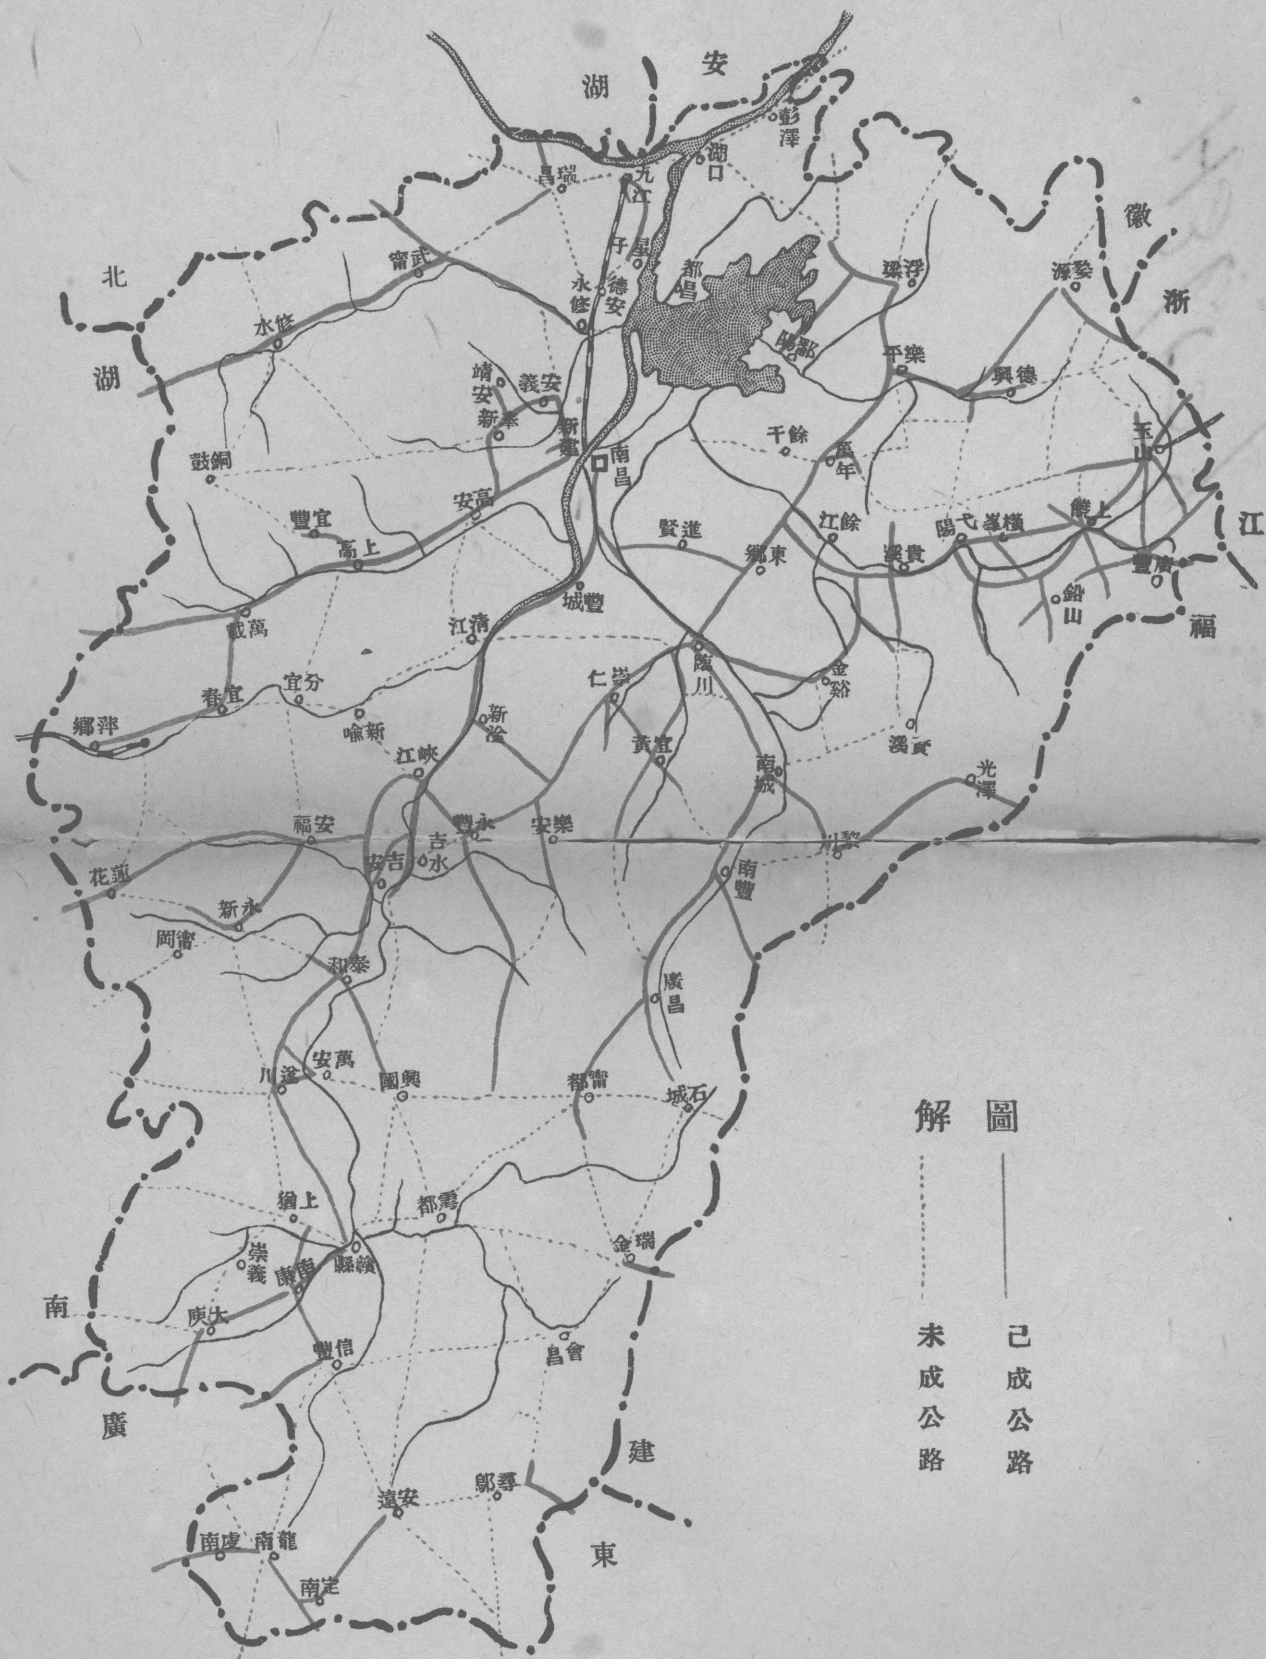 安
湖
彭澤
湖口
九江
瑞昌
徽
星子
北
武甯
都昌
德安
永修
浮梁
婺源
浙
修水
湖
鄱陽
樂平
德興
靖安
安義
奉新
新建
南昌
餘干
萬年
玉山
銅鼓
高安
宜豐
上高
進賢
東鄉
餘江
貴溪
弋陽
橫峯
上饒
廣豐
江
鉛山
福
豐城
萬載
清江
臨川
金谿
崇仁
分宜
宜春
萍鄉
新喻
新淦
宜黃
資溪
南城
光澤
峽江
安福
永豐
樂安
吉水
吉安
黎川
南豐
蓮花
永新
甯岡
泰和
廣昌
萬安
遂川
興國
甯都
石城
圖解
上猶
雩都
瑞金
崇義
贛縣
南康
南
大庾
信豐
會昌
未成公路
己成公路
廣
建
尋鄔
安遠
虔南
龍南
定南
東